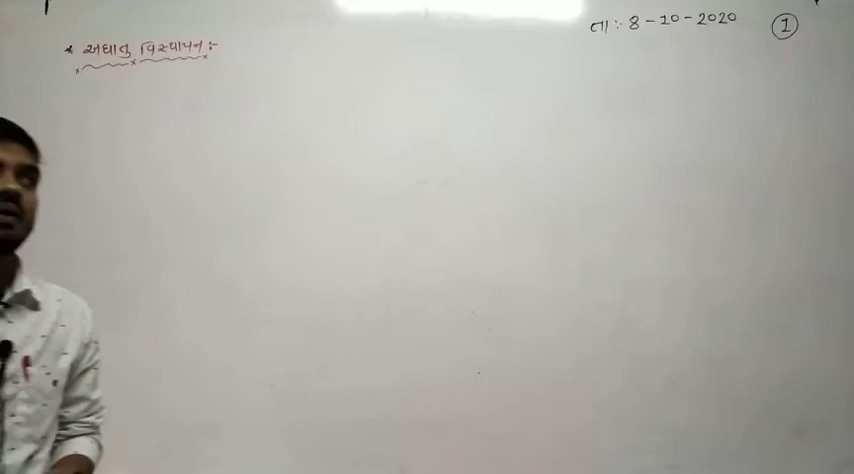 તા :- 8 - 10 - 2020 1
* અધાતુ વિસ્થાપન :-